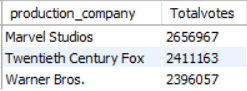 production_company Totalvotes
Marvel Studios 2656967
Twentieth Century Fox 2411163
Warner Bros. 2396057